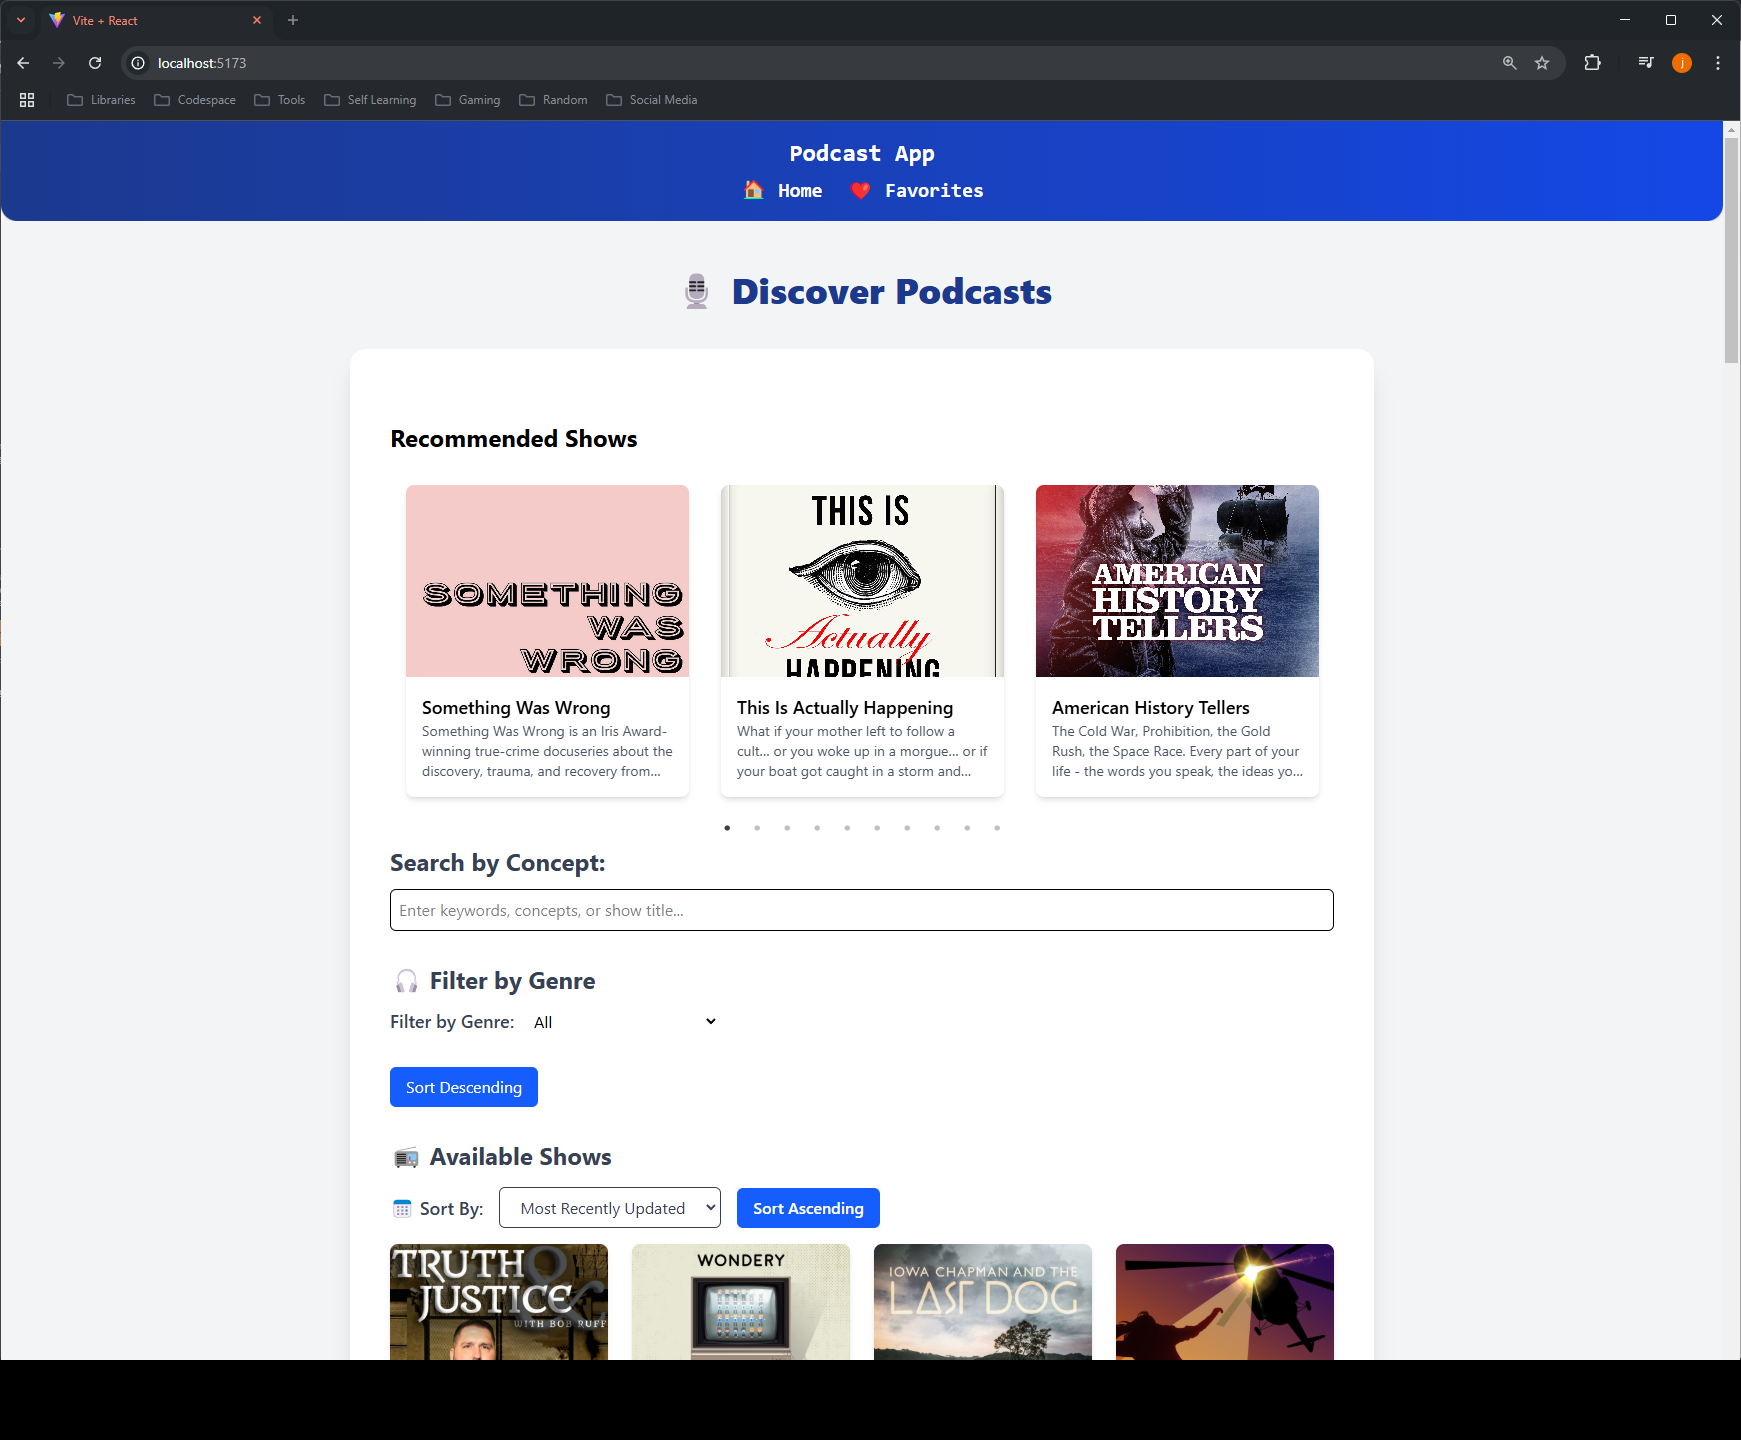 Vite + React
localhost:5173
Libraries
Codespace
Tools
Self Learning
Gaming
Random
Social Media
j
Podcast App
Home
Favorites
Discover Podcasts
Recommended Shows
SOMETHING
WAS
WRONG
Something Was Wrong
Something Was Wrong is an Iris Award-
winning true-crime docuseries about the
discovery, trauma, and recovery from...
THIS IS
Actually
HAPPENING
This Is Actually Happening
What if your mother left to follow a
cult... or you woke up in a morgue... or if
your boat got caught in a storm and...
AMERICAN
HISTORY
TELLERS
American History Tellers
The Cold War, Prohibition, the Gold
Rush, the Space Race. Every part of your
life - the words you speak, the ideas yo...
Search by Concept:
Enter keywords, concepts, or show title...
Filter by Genre
Filter by Genre: All
Sort Descending
Available Shows
Sort By: Most Recently Updated Sort Ascending
TRUTH &
JUSTICE
WITH BOB RUFF
WONDERY
IOWA CHAPMAN AND THE
LAST DOG